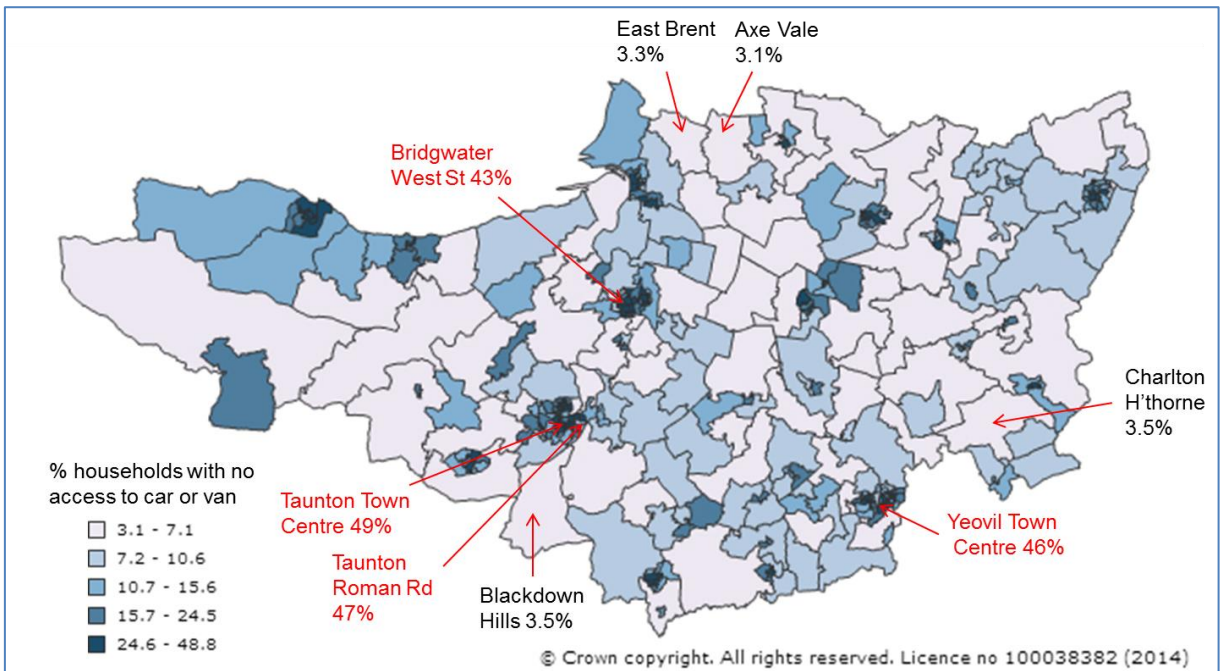 East Brent
3.3%
Axe Vale
3.1%
Bridgwater
West St 43%
Charlton
H'thorne
3.5%
% households with no
access to car or van
3.1 - 7.1
7.2 - 10.6
10.7 - 15.6
15.7 - 24.5
24.6 - 48.8
Taunton Town
Centre 49%
Taunton
Roman Rd
47%
Blackdown
Hills 3.5%
Yeovil Town
Centre 46%
© Crown copyright. All rights reserved. Licence no 100038382 (2014)